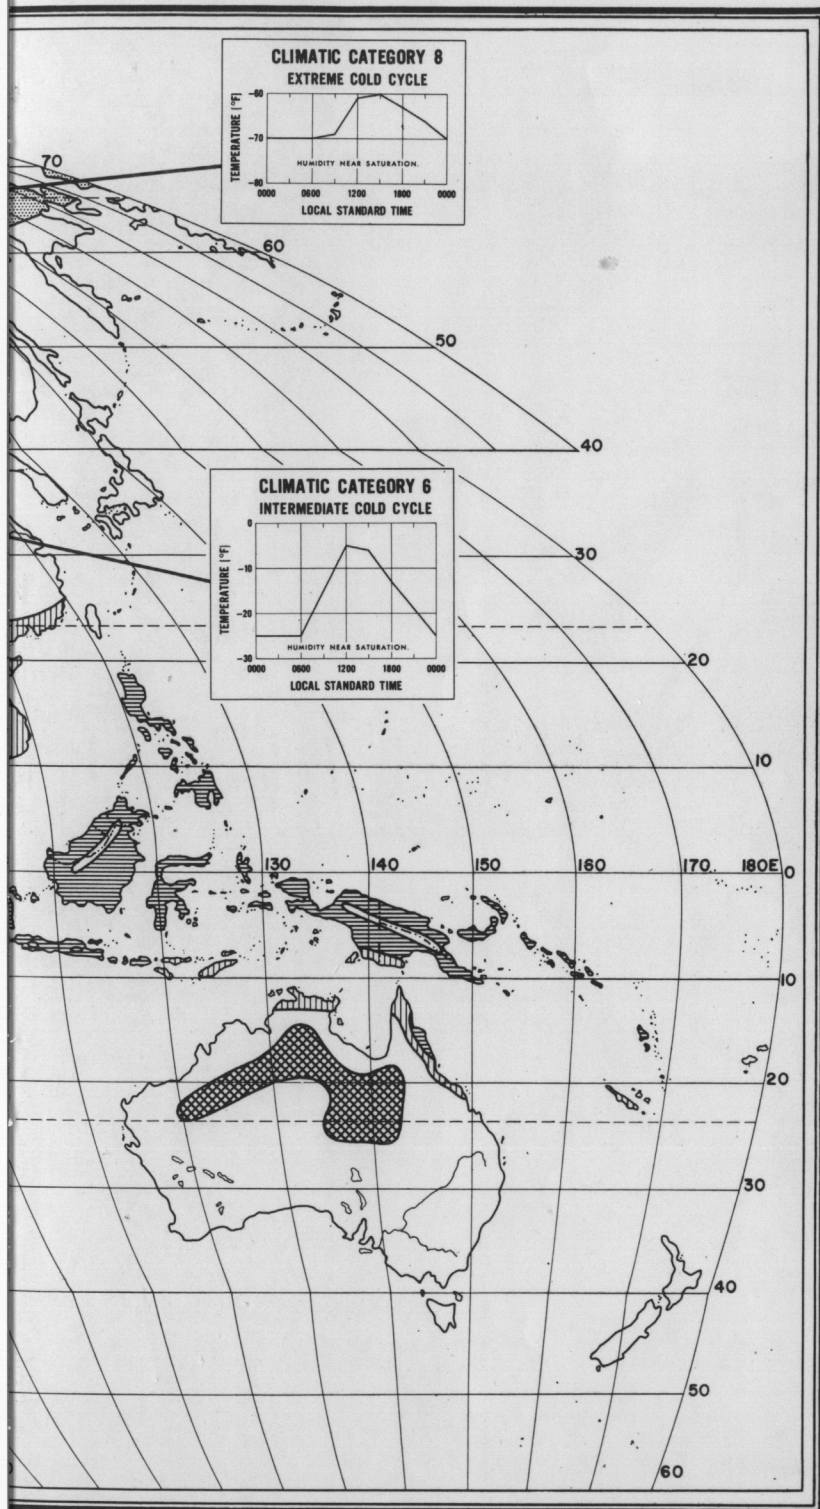 CLIMATIC CATEGORY 8
EXTREME COLD CYCLE
TEMPERATURE [°F]
-60
-70
-80
HUMIDITY NEAR SATURATION.
0000 0600 1200 1800 0000
LOCAL STANDARD TIME
70
60
50
40
CLIMATIC CATEGORY 6
INTERMEDIATE COLD CYCLE
TEMPERATURE [°F]
0
-10
-20
-30
HUMIDITY NEAR SATURATION.
0000 0600 1200 1800 0000
LOCAL STANDARD TIME
30
20
10
130 140 150 160 170 180E 0
10
20
30
40
50
60